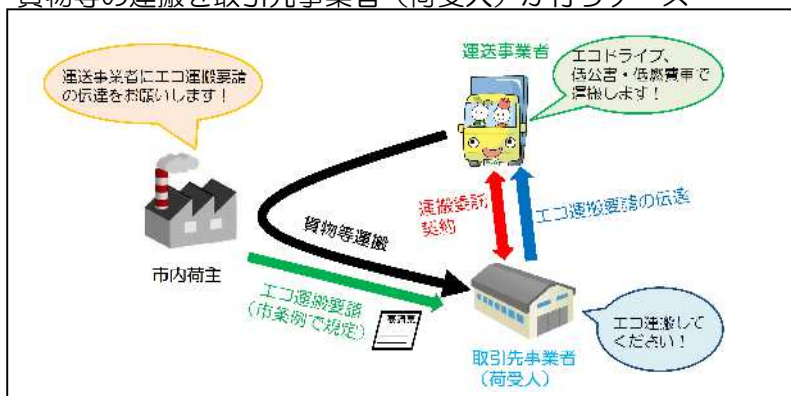 貨物等の運搬を取引先事業者（荷受人）が行うケース
運送事業者
エコドライブ、
低公害・低燃費車で
運搬します！
運送事業者にエコ運搬要請
の伝達をお願いします！
運搬委託
契約
エコ運搬要請の伝達
貨物等運搬
市内荷主
エコ運搬要請
（市条例で規定）
要請書
エコ運搬して
ください！
取引先事業者
（荷受人）